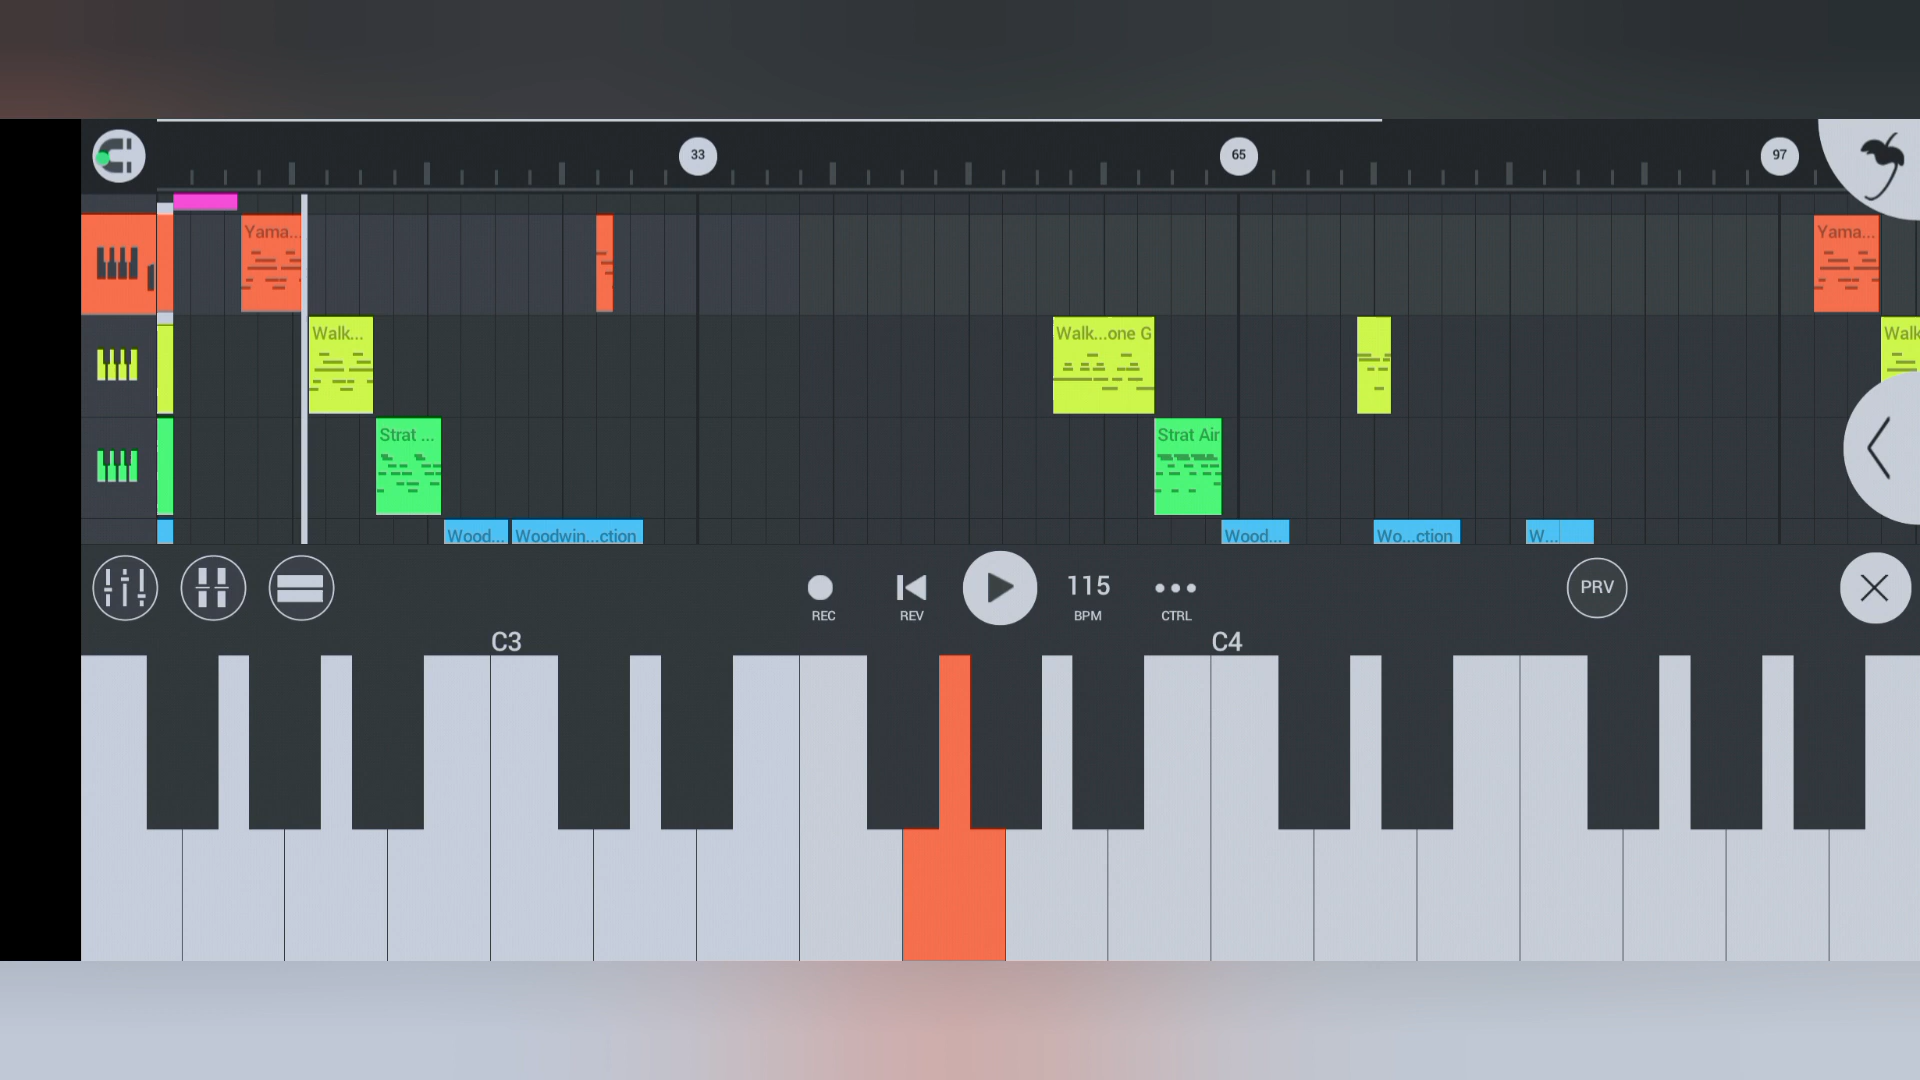 33
65
97
Yama...
Yama...
Walk...
Walk...one G
Walk
Strat ...
Strat Air
Wood...
Woodwin...ction
Wood...
Wo...ction
W...
115
PRV
REC
REV
BPM
CTRL
C3
C4